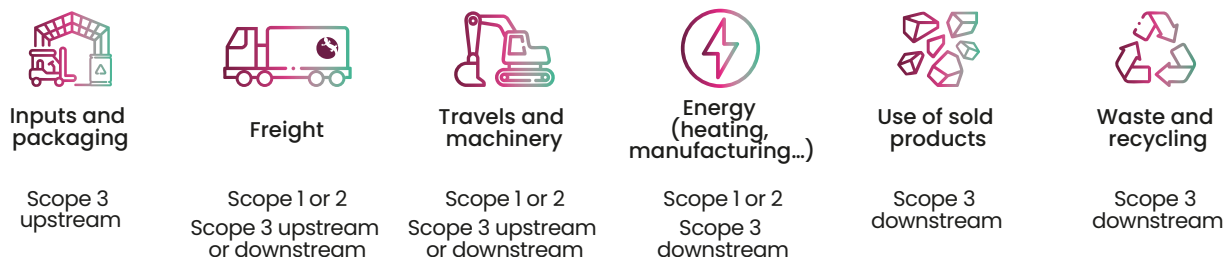 Inputs and
packaging
Freight
Travels and
machinery
Energy
(heating,
manufacturing...)
Use of sold
products
Waste and
recycling
Scope 3
upstream
Scope 1 or 2
Scope 3 upstream
or downstream
Scope 1 or 2
Scope 3 upstream
or downstream
Scope 1 or 2
Scope 3
downstream
Scope 3
downstream
Scope 3
downstream